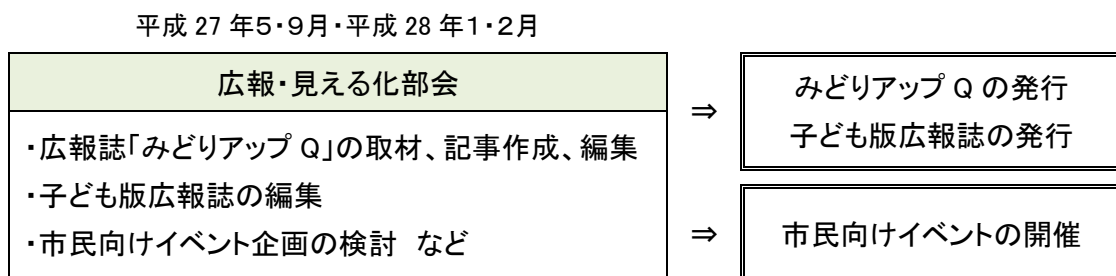 平成 27 年５・９月・平成 28 年１・２月
広報・見える化部会
・広報誌「みどりアップ Q」の取材、記事作成、編集
・子ども版広報誌の編集
・市民向けイベント企画の検討　など
⇒
みどりアップ Q の発行
子ども版広報誌の発行
⇒
市民向けイベントの開催